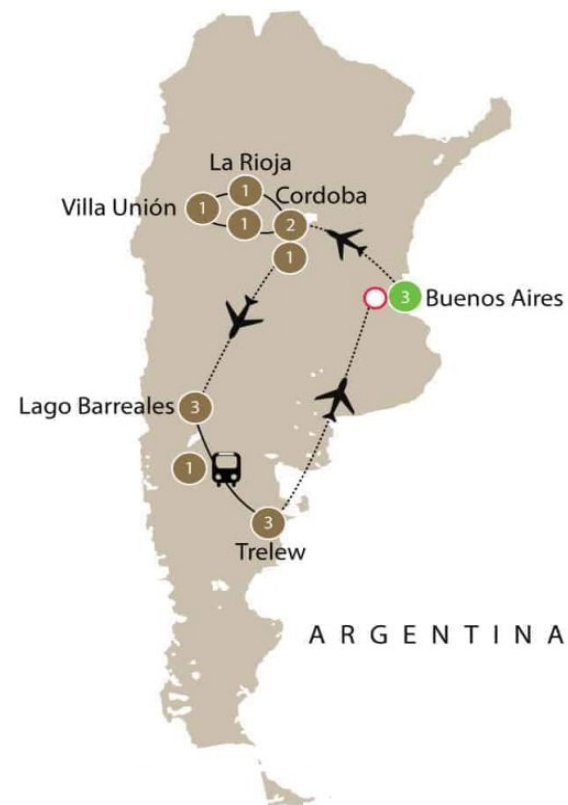 La Rioja
1
Cordoba
Villa Unión
1
1
2
1
3
Buenos Aires
Lago Barreales
3
1
3
Trelew
A R G E N T I N A